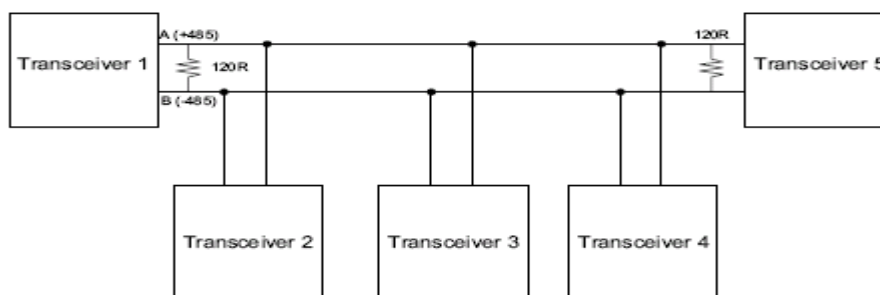 A (+485)
120R
Transceiver 1
120R
Transceiver 5
B (-485)
Transceiver 2
Transceiver 3
Transceiver 4